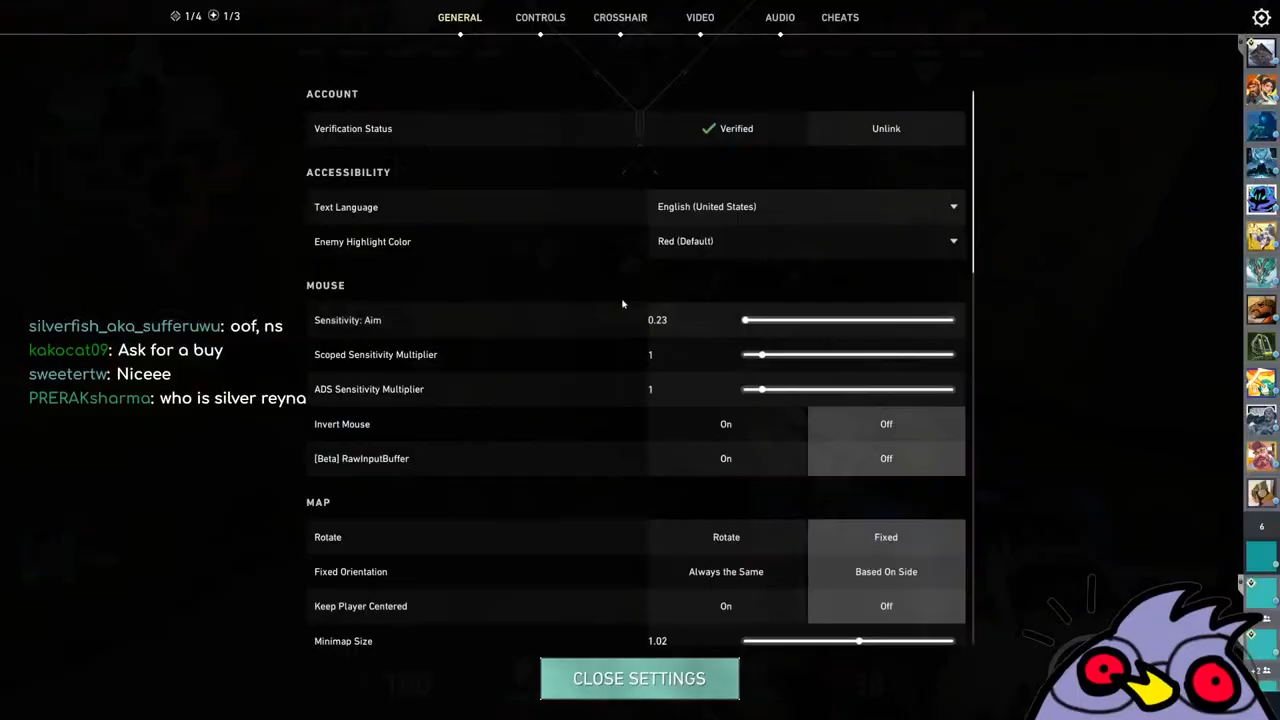 1/4 1/3
GENERAL CONTROLS CROSSHAIR VIDEO AUDIO CHEATS
ACCOUNT
Verification Status Verified Unlink
ACCESSIBILITY
Text Language English (United States)
Enemy Highlight Color Red (Default)
MOUSE
Sensitivity: Aim 0.23
Scoped Sensitivity Multiplier 1
ADS Sensitivity Multiplier 1
Invert Mouse On Off
[Beta] RawInputBuffer On Off
MAP
Rotate Rotate Fixed
Fixed Orientation Always the Same Based On Side
Keep Player Centered On Off
Minimap Size 1.02
CLOSE SETTINGS
silverfish_aka_sufferuwu: oof, ns
kakocat09: Ask for a buy
sweetertw: Niceee
PRERAKsharma: who is silver reyna
6
+2